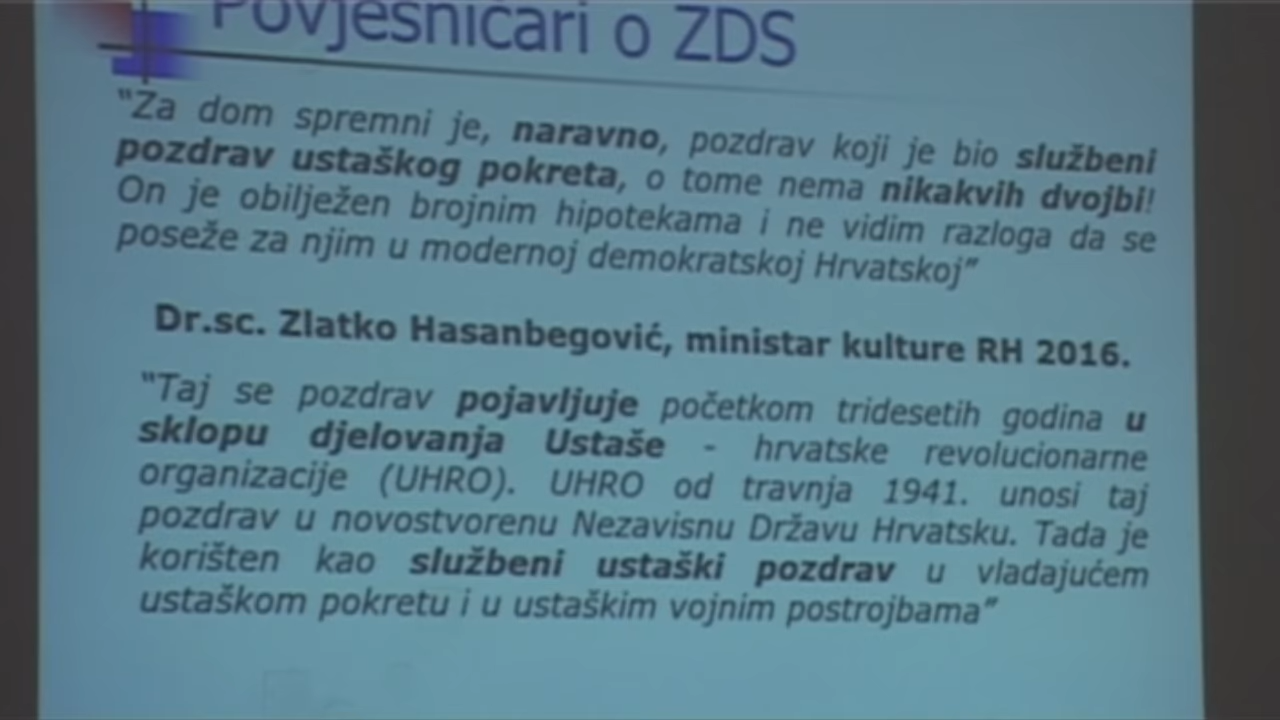 Povjesničari o ZDS
"Za dom spremni je, naravno, pozdrav koji je bio službeni
pozdrav ustaškog pokreta, o tome nema nikakvih dvojbi!
On je obilježen brojnim hipotekama i ne vidim razloga da se
poseže za njim u modernoj demokratskoj Hrvatskoj"
Dr.sc. Zlatko Hasanbegović, ministar kulture RH 2016.
"Taj se pozdrav pojavljuje početkom tridesetih godina u
sklopu djelovanja Ustaše - hrvatske revolucionarne
organizacije (UHRO). UHRO od travnja 1941. unosi taj
pozdrav u novostvorenu Nezavisnu Državu Hrvatsku. Tada je
korišten kao službeni ustaški pozdrav u vladajućem
ustaškom pokretu i u ustaškim vojnim postrojbama"